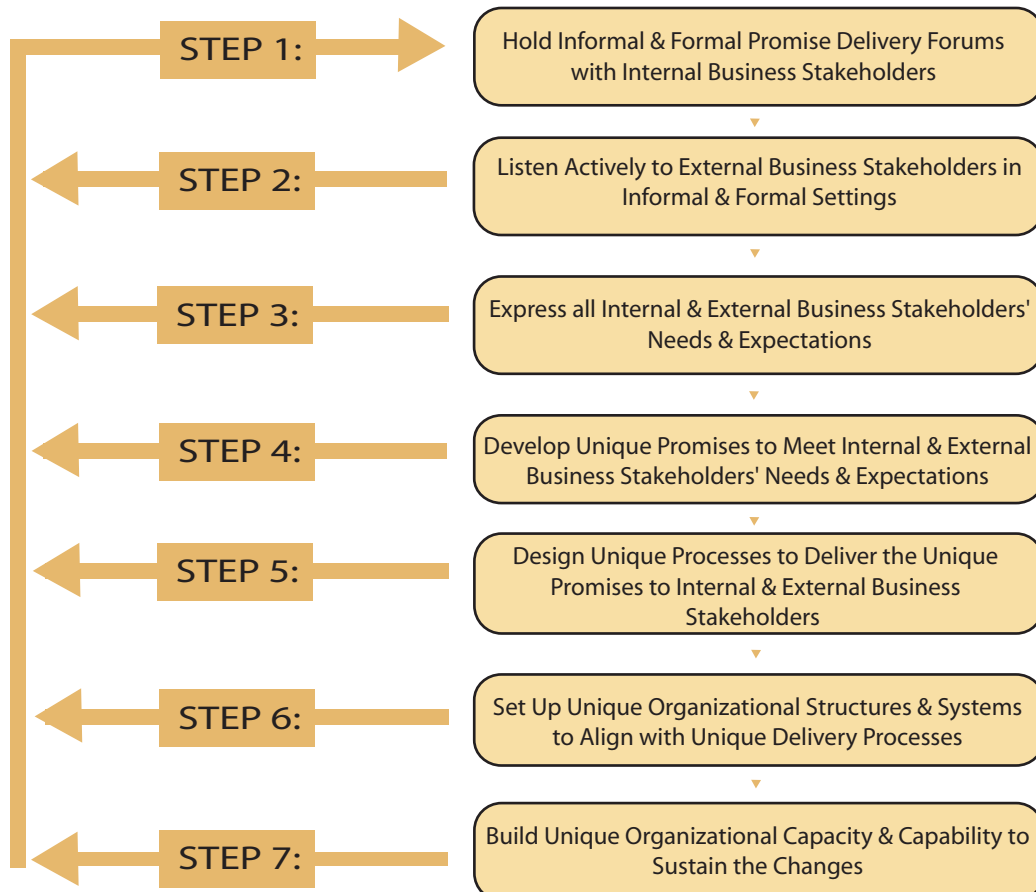 STEP 1:
Hold Informal & Formal Promise Delivery Forums
with Internal Business Stakeholders
STEP 2:
Listen Actively to External Business Stakeholders in
Informal & Formal Settings
STEP 3:
Express all Internal & External Business Stakeholders'
Needs & Expectations
STEP 4:
Develop Unique Promises to Meet Internal & External
Business Stakeholders' Needs & Expectations
STEP 5:
Design Unique Processes to Deliver the Unique
Promises to Internal & External Business
Stakeholders
STEP 6:
Set Up Unique Organizational Structures & Systems
to Align with Unique Delivery Processes
STEP 7:
Build Unique Organizational Capacity & Capability to
Sustain the Changes